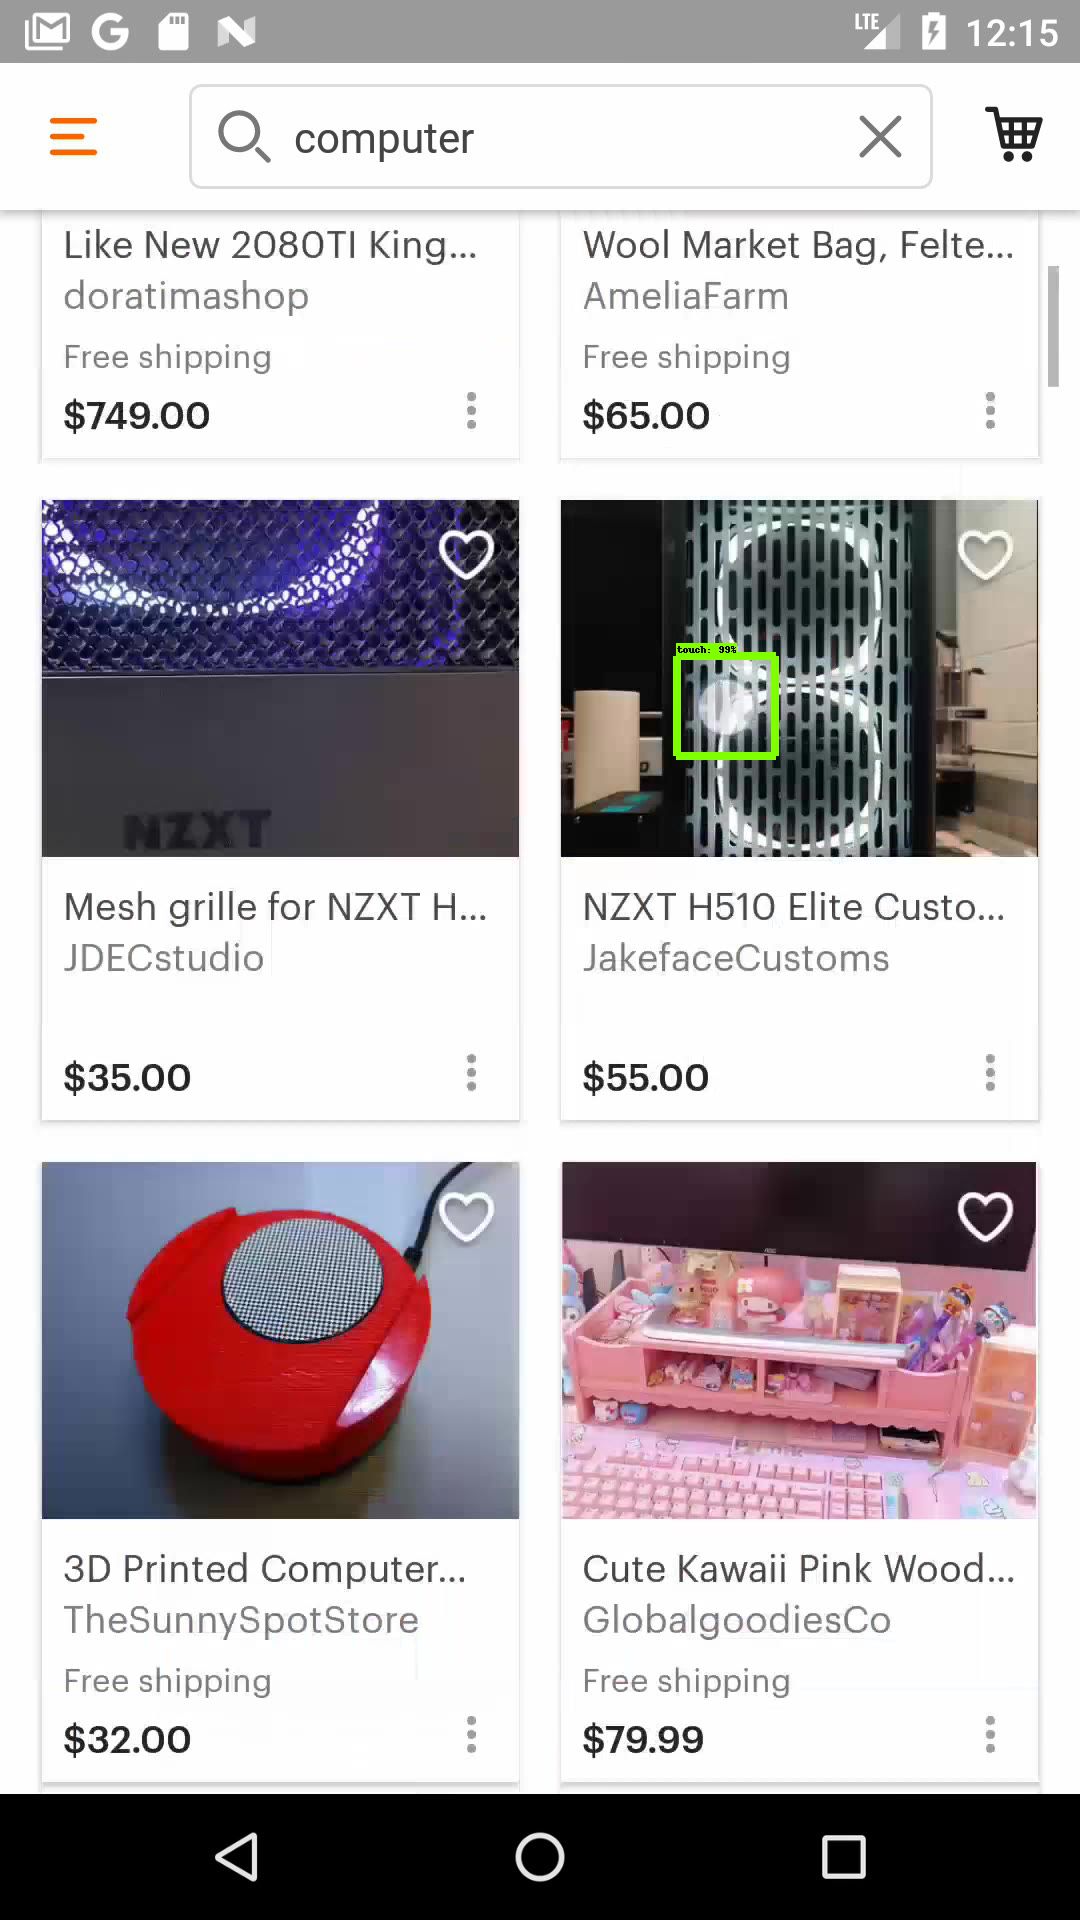 LTE 12:15
computer
Like New 2080TI King...
doratimashop
Free shipping
$749.00
Wool Market Bag, Felte...
AmeliaFarm
Free shipping
$65.00
NZXT
touch: 99%
Mesh grille for NZXT H...
JDECstudio
$35.00
NZXT H510 Elite Custo...
JakefaceCustoms
$55.00
3D Printed Computer...
TheSunnySpotStore
Free shipping
$32.00
Cute Kawaii Pink Wood...
GlobalgoodiesCo
Free shipping
$79.99